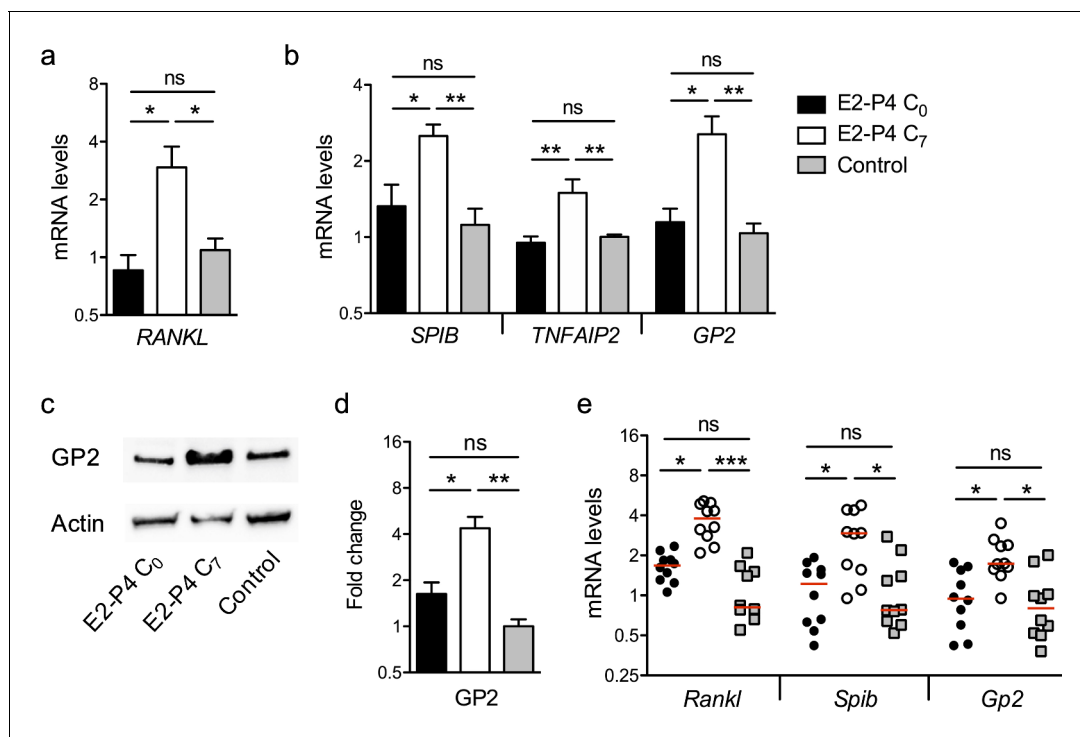 a
8
4
2
1
0.5
mRNA levels
ns
* *
RANKL
b
4
2
1
0.5
mRNA levels
ns
* **
ns
** **
ns
* **
SPIB TNFAIP2 GP2
E2-P4 C0
E2-P4 C7
Control
c
GP2
Actin
E2-P4 C0
E2-P4 C7
Control
d
16
8
4
2
1
0.5
Fold change
ns
* **
GP2
e
16
8
4
2
1
0.5
0.25
mRNA levels
ns
* ***
ns
* *
ns
* *
Rankl Spib Gp2